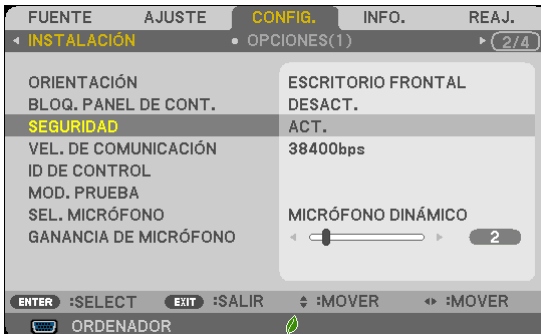 FUENTE AJUSTE CONFIG. INFO. REAJ.
INSTALACIÓN OPCIONES(1) 2/4
ORIENTACIÓN ESCRITORIO FRONTAL
BLOQ. PANEL DE CONT. DESACT.
SEGURIDAD ACT.
VEL. DE COMUNICACIÓN 38400bps
ID DE CONTROL
MOD. PRUEBA
SEL. MICRÓFONO MICRÓFONO DINÁMICO
GANANCIA DE MICRÓFONO 2
ENTER :SELECT EXIT :SALIR :MOVER :MOVER
ORDENADOR